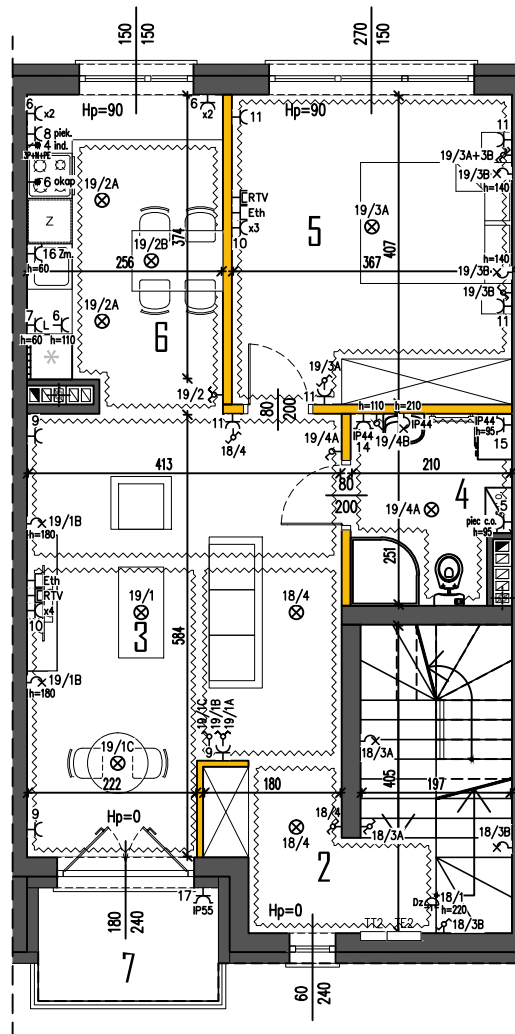 150
150
270
150
6
x2
8 piek.
4 ind.
3P+N+PE
6 okap
Hp=90
6
x2
11
Hp=90
11
19/3A+3B
19/3B
h=140
19/2A
Z
19/2B
374
RTV
Eth
x3
10
5
19/3A
407
16 Zm.
h=60
256
367
h=140
19/3B
19/3B
11
7
L
6
h=60
h=110
19/2A
6
19/2
19/3A
11
80
200
11
18/4
h=110
h=210
IP44
14
19/4B
IP44
IP44
h=95
15
9
19/4A
413
80
200
210
4
19/4A
5
piec c.o.
h=95
251
19/1B
h=180
Eth
RTV
x4
10
19/1
3
584
18/4
19/1B
h=180
19/1C
19/1B
19/1A
9
19/1C
222
180
405
197
18/3A
9
Hp=0
18/4
18/4
18/3A
18/3B
2
17
IP55
180
240
7
Hp=0
Dz
18/1
h=220
18/3B
TT2
TE2
60
240